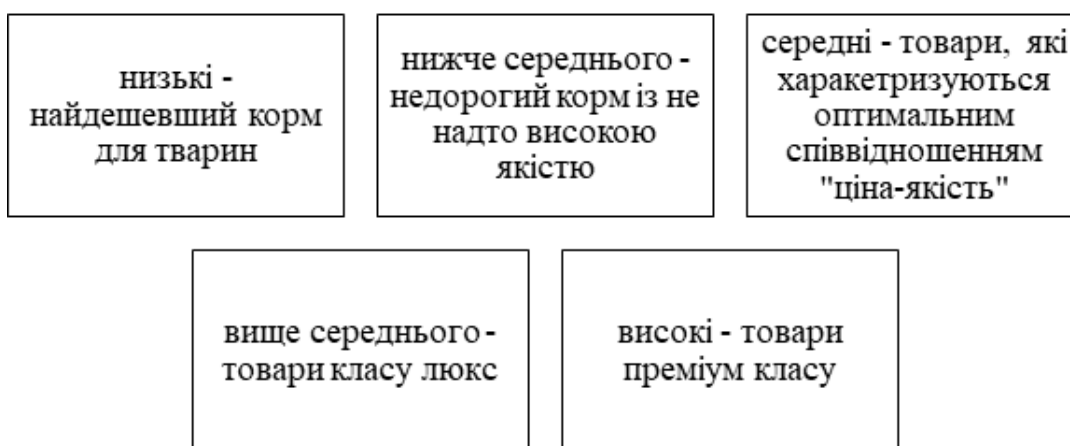 низькі -
найдешевший корм
для тварин
нижче середнього -
недорогий корм із не
надто високою
якістю
середні - товари, які
харакетризуються
оптимальним
співвідношенням
"ціна-якість"
вище середнього -
товари класу люкс
високі - товари
преміум класу